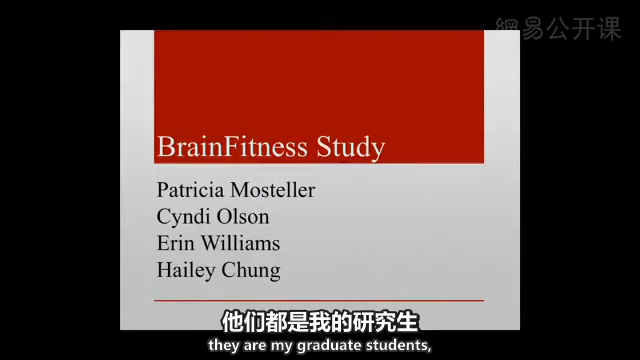 網易公开课
BrainFitness Study
Patricia Mosteller
Cyndi Olson
Erin Williams
Hailey Chung
他们都是我的研究生
they are my graduate students,